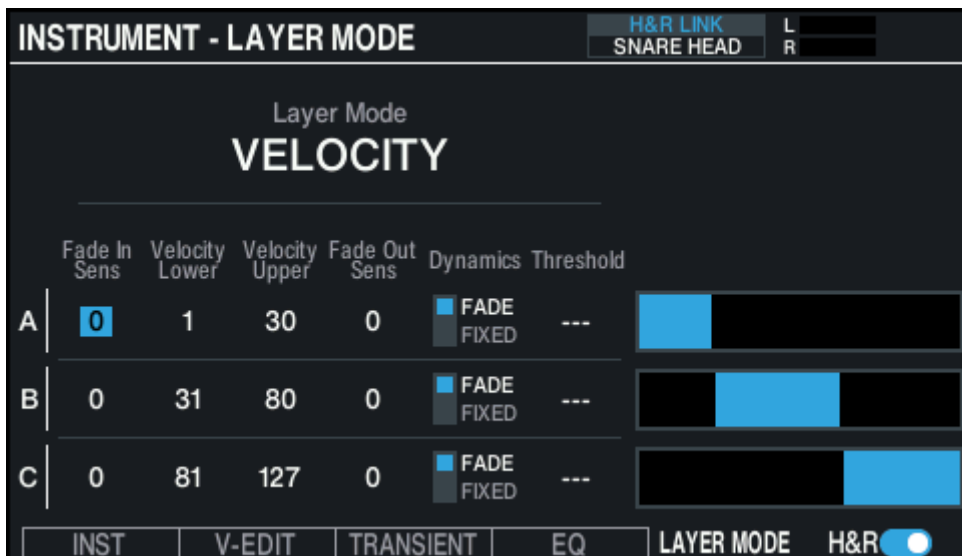 INSTRUMENT - LAYER MODE
H&R LINK
SNARE HEAD
L
R
Layer Mode
VELOCITY
Fade In Sens Velocity Lower Velocity Upper Fade Out Sens Dynamics Threshold
A 0 1 30 0 FADE FIXED ---
B 0 31 80 0 FADE FIXED ---
C 0 81 127 0 FADE FIXED ---
INST V-EDIT TRANSIENT EQ LAYER MODE H&R